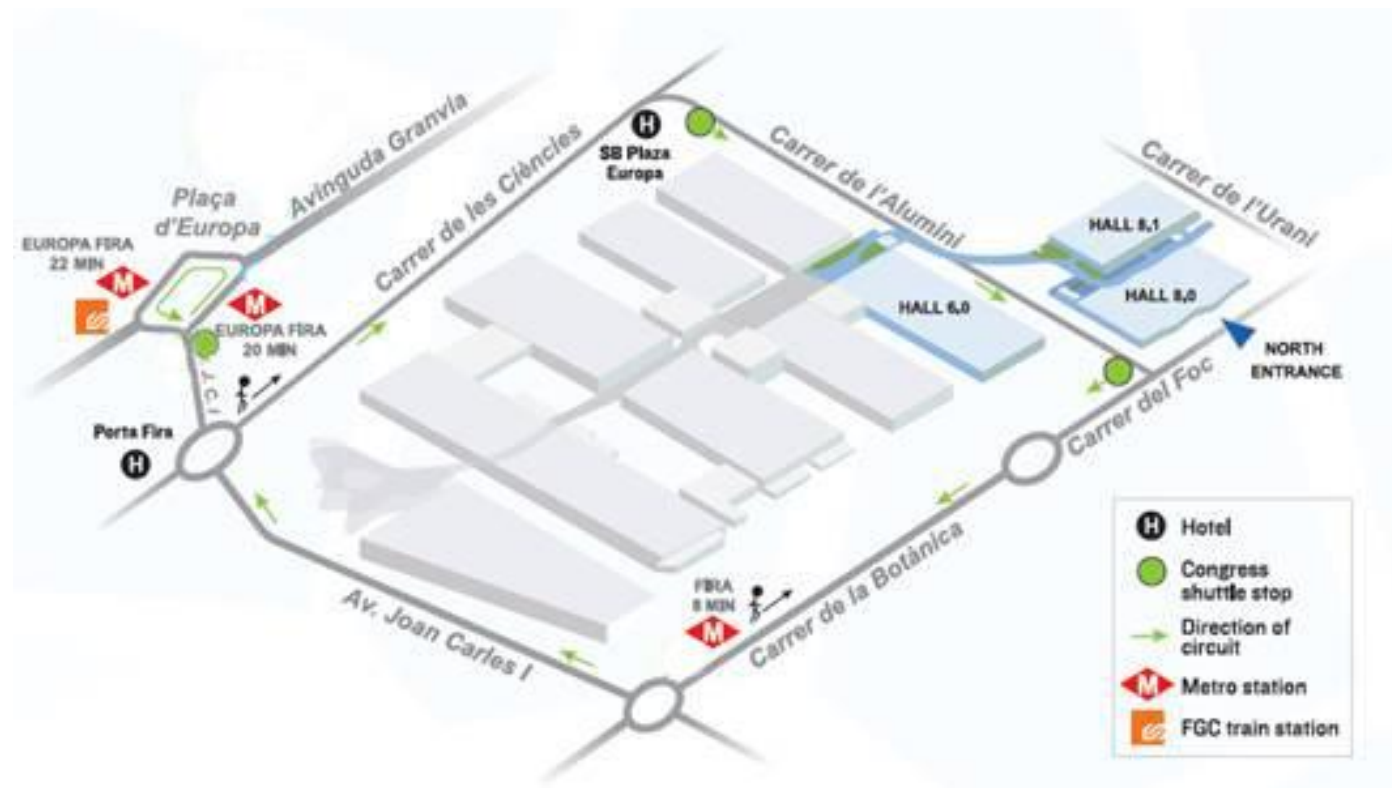 Avinguda Granvia
Plaça
d'Europa
EUROPA FIRA
22 MIN
M
M
EUROPA FIRA
20 MIN
J.C.I
Porta Fira
H
Carrer de les Ciències
H
SB Plaza
Europa
Carrer de l'Alumini
Carrer de l'Urani
HALL 8.1
HALL 8.0
HALL 6.0
NORTH
ENTRANCE
Carrer del Foc
Carrer de la Botànica
FIRA
8 MIN
M
Av. Joan Carles I
H Hotel
Congress
shuttle stop
Direction of
circuit
M Metro station
FGC train station